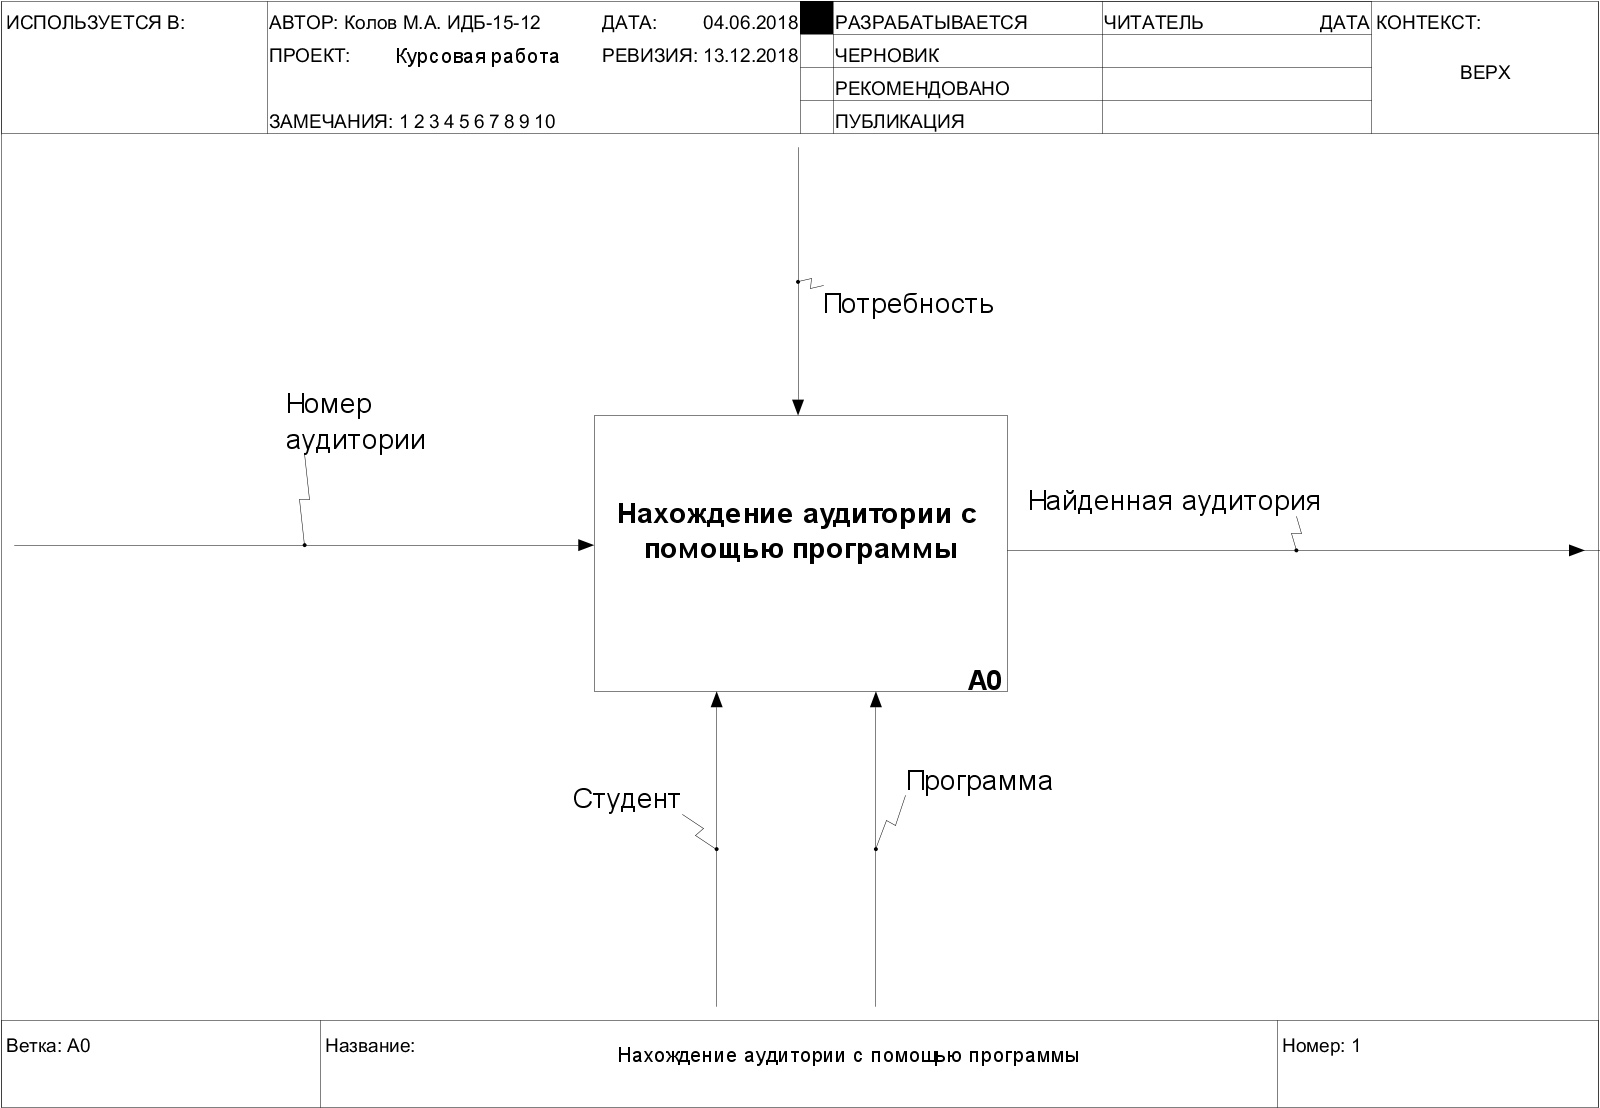 ИСПОЛЬЗУЕТСЯ В:
АВТОР: Колов М.А. ИДБ-15-12
ДАТА: 04.06.2018
ПРОЕКТ: Курсовая работа
РЕВИЗИЯ: 13.12.2018
ЗАМЕЧАНИЯ: 1 2 3 4 5 6 7 8 9 10
РАЗРАБАТЫВАЕТСЯ
ЧЕРНОВИК
РЕКОМЕНДОВАНО
ПУБЛИКАЦИЯ
ЧИТАТЕЛЬ
ДАТА
КОНТЕКСТ:
ВЕРХ
Потребность
Номер
аудитории
Нахождение аудитории с
помощью программы
A0
Найденная аудитория
Студент
Программа
Ветка: A0
Название:
Нахождение аудитории с помощью программы
Номер: 1